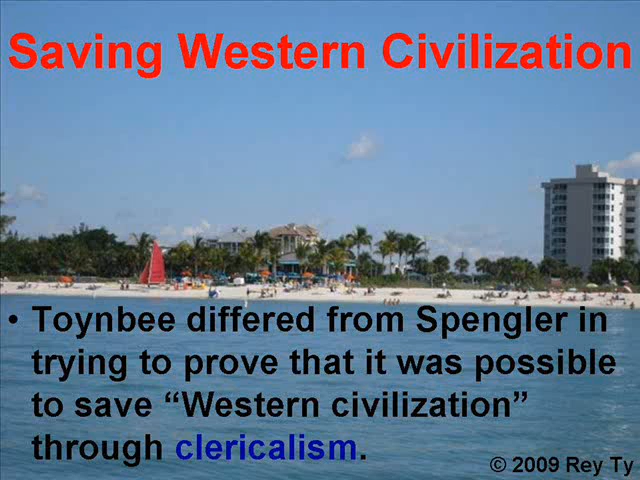 Saving Western Civilization
• Toynbee differed from Spengler in
trying to prove that it was possible
to save “Western civilization”
through clericalism.
© 2009 Rey Ty